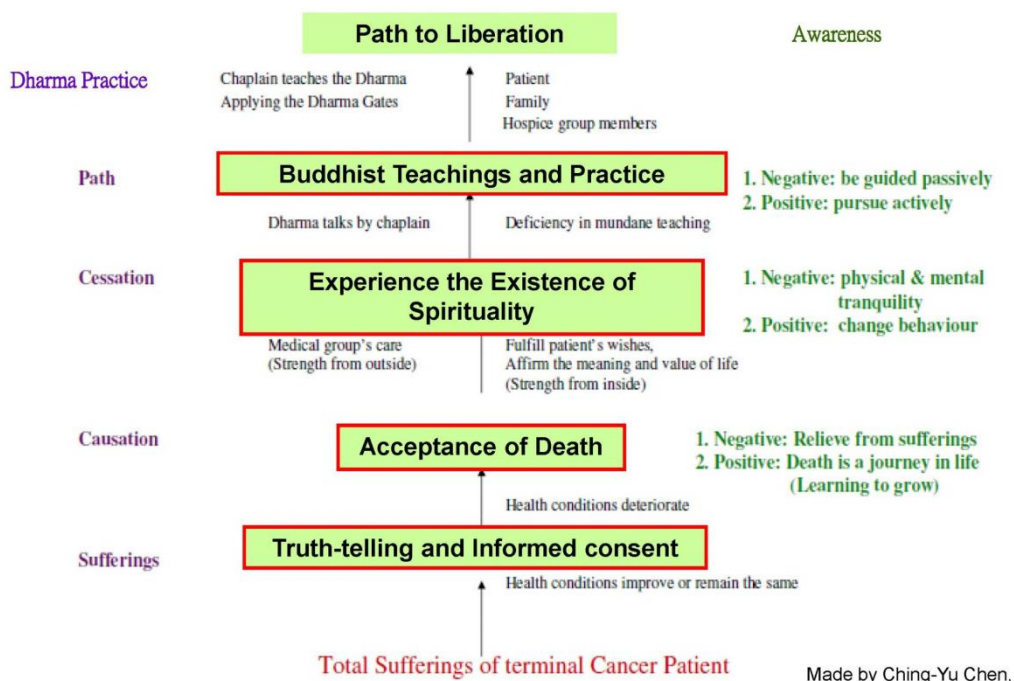 Path to Liberation
Awareness
Dharma Practice
Chaplain teaches the Dharma
Applying the Dharma Gates
Patient
Family
Hospice group members
Path
Buddhist Teachings and Practice
1. Negative: be guided passively
2. Positive: pursue actively
Dharma talks by chaplain
Deficiency in mundane teaching
Cessation
Experience the Existence of
Spirituality
1. Negative: physical & mental
tranquility
2. Positive: change behaviour
Medical group's care
(Strength from outside)
Fulfill patient's wishes,
Affirm the meaning and value of life
(Strength from inside)
Causation
Acceptance of Death
1. Negative: Relieve from sufferings
2. Positive: Death is a journey in life
(Learning to grow)
Health conditions deteriorate
Sufferings
Truth-telling and Informed consent
Health conditions improve or remain the same
Total Sufferings of terminal Cancer Patient
Made by Ching-Yu Chen,